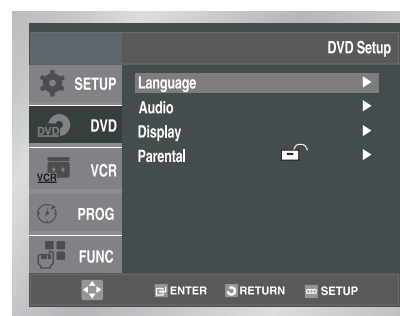 DVD Setup
SETUP
DVD
DVD
VCR
VCR
PROG
FUNC
Language
Audio
Display
Parental
ENTER RETURN SETUP